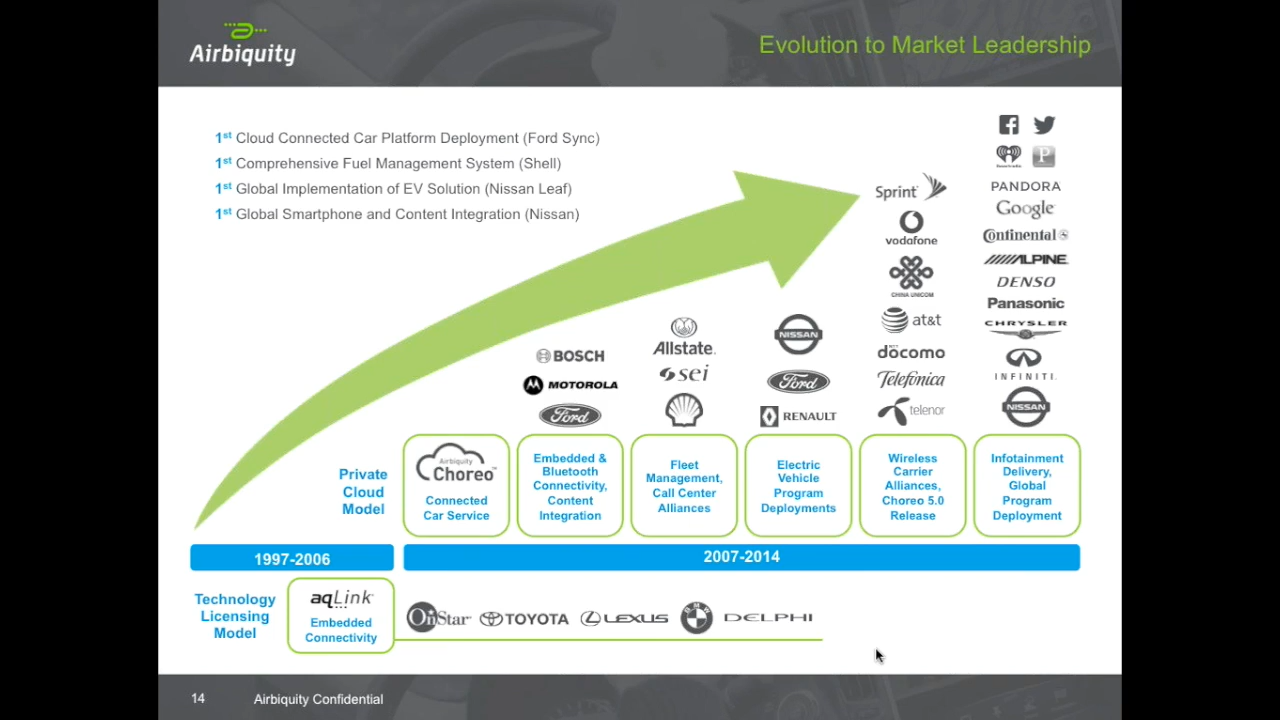 Airbiquity
Evolution to Market Leadership
1st Cloud Connected Car Platform Deployment (Ford Sync)
1st Comprehensive Fuel Management System (Shell)
1st Global Implementation of EV Solution (Nissan Leaf)
1st Global Smartphone and Content Integration (Nissan)
BOSCH
MOTOROLA
Ford
Allstate
sei
NISSAN
Ford
RENAULT
Sprint
vodafone
CHINA UNICOM
at&t
docomo
Telefónica
telenor
P
PANDORA
Google
Continental
ALPINE
DENSO
Panasonic
CHRYSLER
INFINITI
NISSAN
Private
Cloud
Model
Airbiquity
Choreo™
Connected
Car Service
Embedded &
Bluetooth
Connectivity,
Content
Integration
Fleet
Management,
Call Center
Alliances
Electric
Vehicle
Program
Deployments
Wireless
Carrier
Alliances,
Choreo 5.0
Release
Infotainment
Delivery,
Global
Program
Deployment
1997-2006
2007-2014
Technology
Licensing
Model
aqLink
Embedded
Connectivity
OnStar
TOYOTA
LEXUS
BMW
DELPHI
14
Airbiquity Confidential